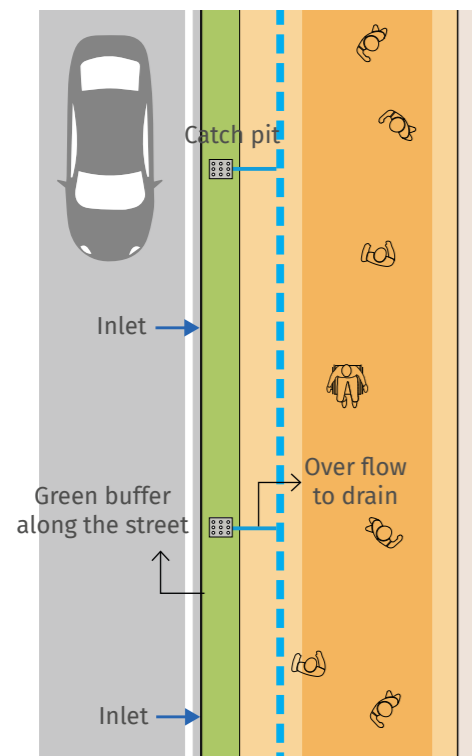 Catch pit
Inlet
Over flow
to drain
Green buffer
along the street
Inlet